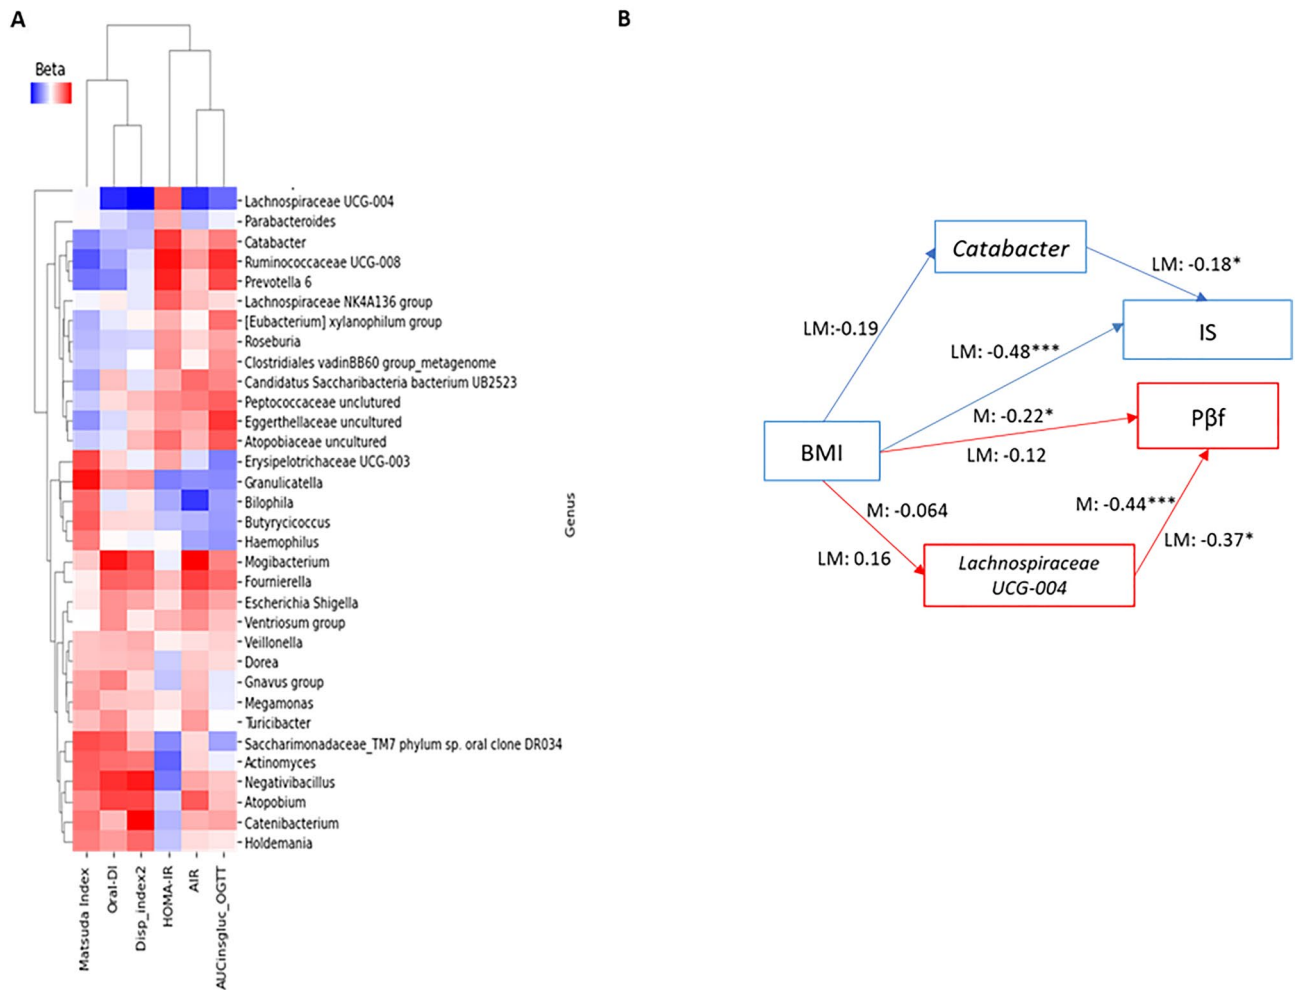 A
B
Beta
Lachnospiraceae UCG-004
Parabacteroides
Catabacter
Ruminococcaceae UCG-008
Prevotella 6
Lachnospiraceae NK4A136 group
[Eubacterium] xylanophilum group
Roseburia
Clostridiales vadinBB60 group_metagenome
Candidatus Saccharibacteria bacterium UB2523
Peptococcaceae unclutured
Eggerthellaceae uncultured
Atopobiaceae uncultured
Erysipelotrichaceae UCG-003
Granulicatella
Bilophila
Butyrycicoccus
Haemophilus
Mogibacterium
Fournierella
Escherichia Shigella
Ventriosum group
Veillonella
Dorea
Gnavus group
Megamonas
Turicibacter
Saccharimonadaceae_TM7 phylum sp. oral clone DR034
Actinomyces
Negativibacillus
Atopobium
Catenibacterium
Holdemania
Genus
Matsuda Index
Oral-DI
Disp_index2
HOMA-IR
AIR
AUCinsgluc_OGTT
Catabacter
LM: -0.18*
LM:-0.19
IS
LM: -0.48***
M: -0.22*
Pβf
BMI
LM: -0.12
M: -0.064
M: -0.44***
LM: 0.16
LM: -0.37*
Lachnospiraceae
UCG-004